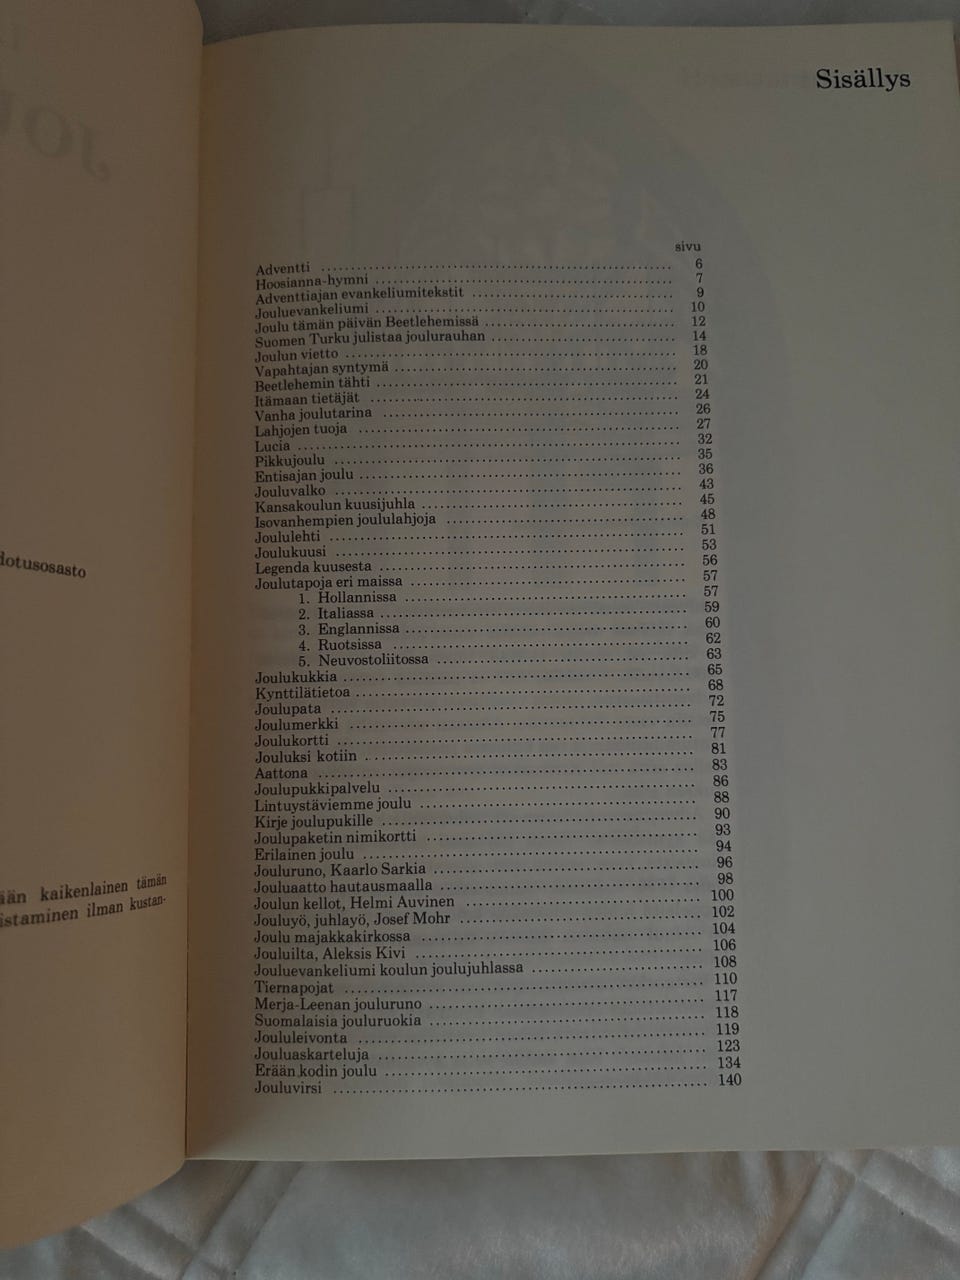 dotusosasto
kaikenlainen tämän
istaminen ilman kustan-
Sisällys
sivu
Adventti ........ 6
Hoosianna-hymni ........ 7
Adventtiajan evankeliumitekstit ........ 9
Jouluevankeliumi ........ 10
Joulu tämän päivän Beetlehemissä ........ 12
Suomen Turku julistaa joulurauhan ........ 14
Joulun vietto ........ 18
Vapahtajan syntymä ........ 20
Beetlehemin tähti ........ 21
Itämaan tietäjät ........ 24
Vanha joulutarina ........ 26
Lahjojen tuoja ........ 27
Lucia ........ 32
Pikkujoulu ........ 35
Entisajan joulu ........ 36
Jouluvalko ........ 43
Kansakoulun kuusijuhla ........ 45
Isovanhempien joululahjoja ........ 48
Joululehti ........ 51
Joulukuusi ........ 53
Legenda kuusesta ........ 56
Joulutapoja eri maissa ........ 57
1. Hollannissa ........ 57
2. Italiassa ........ 59
3. Englannissa ........ 60
4. Ruotsissa ........ 62
5. Neuvostoliitossa ........ 63
Joulukukkia ........ 65
Kynttilätietoa ........ 68
Joulupata ........ 72
Joulumerkki ........ 75
Joulukortti ........ 77
Jouluksi kotiin ........ 81
Aattona ........ 83
Joulupukkipalvelu ........ 86
Lintuystäviemme joulu ........ 88
Kirje joulupukille ........ 90
Joulupaketin nimikortti ........ 93
Erilainen joulu ........ 94
Jouluruno, Kaarlo Sarkia ........ 96
Jouluaatto hautausmaalla ........ 98
Joulun kellot, Helmi Auvinen ........ 100
Jouluyö, juhlayö, Josef Mohr ........ 102
Joulu majakkakirkossa ........ 104
Jouluilta, Aleksis Kivi ........ 106
Jouluevankeliumi koulun joulujuhlassa ........ 108
Tiernapojat ........ 110
Merja-Leenan jouluruno ........ 117
Suomalaisia jouluruokia ........ 118
Joululeivonta ........ 119
Jouluaskarteluja ........ 123
Erään kodin joulu ........ 134
Jouluvirsi ........ 140